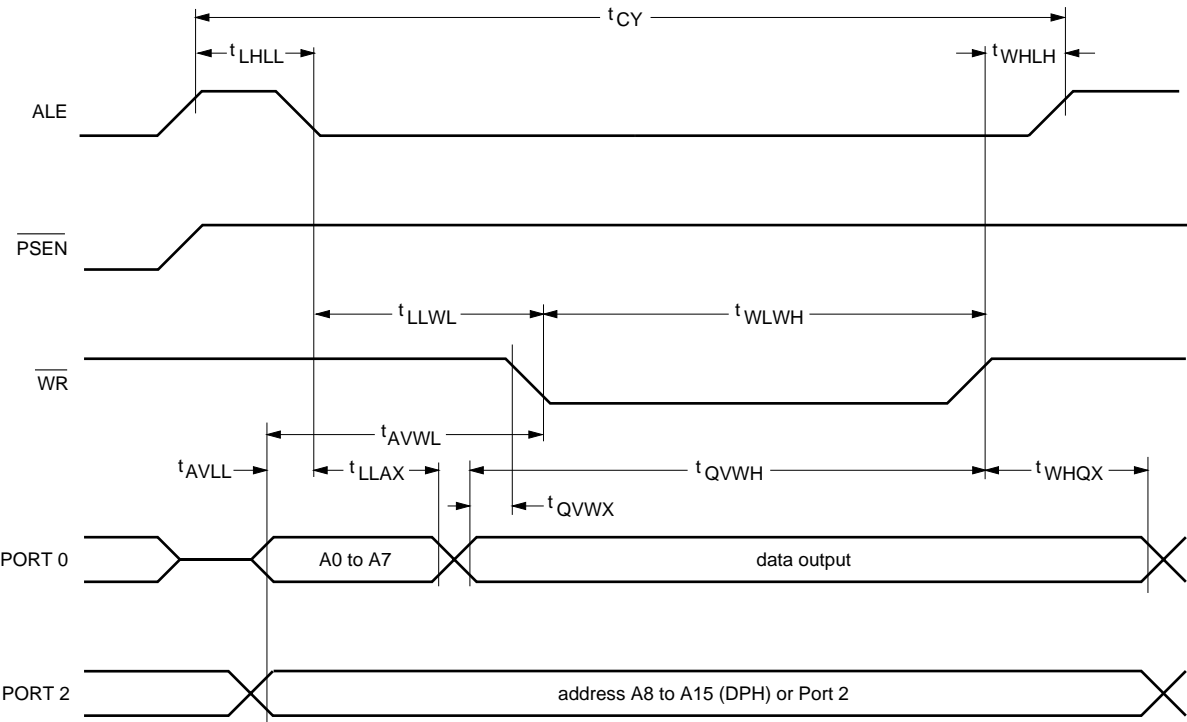 tCY
tLHLL
tWHLH
ALE
PSEN
tLLWL
tWLWH
WR
tAVWL
tAVLL
tLLAX
tQVWH
tWHQX
tQVWX
PORT 0
A0 to A7
data output
PORT 2
address A8 to A15 (DPH) or Port 2